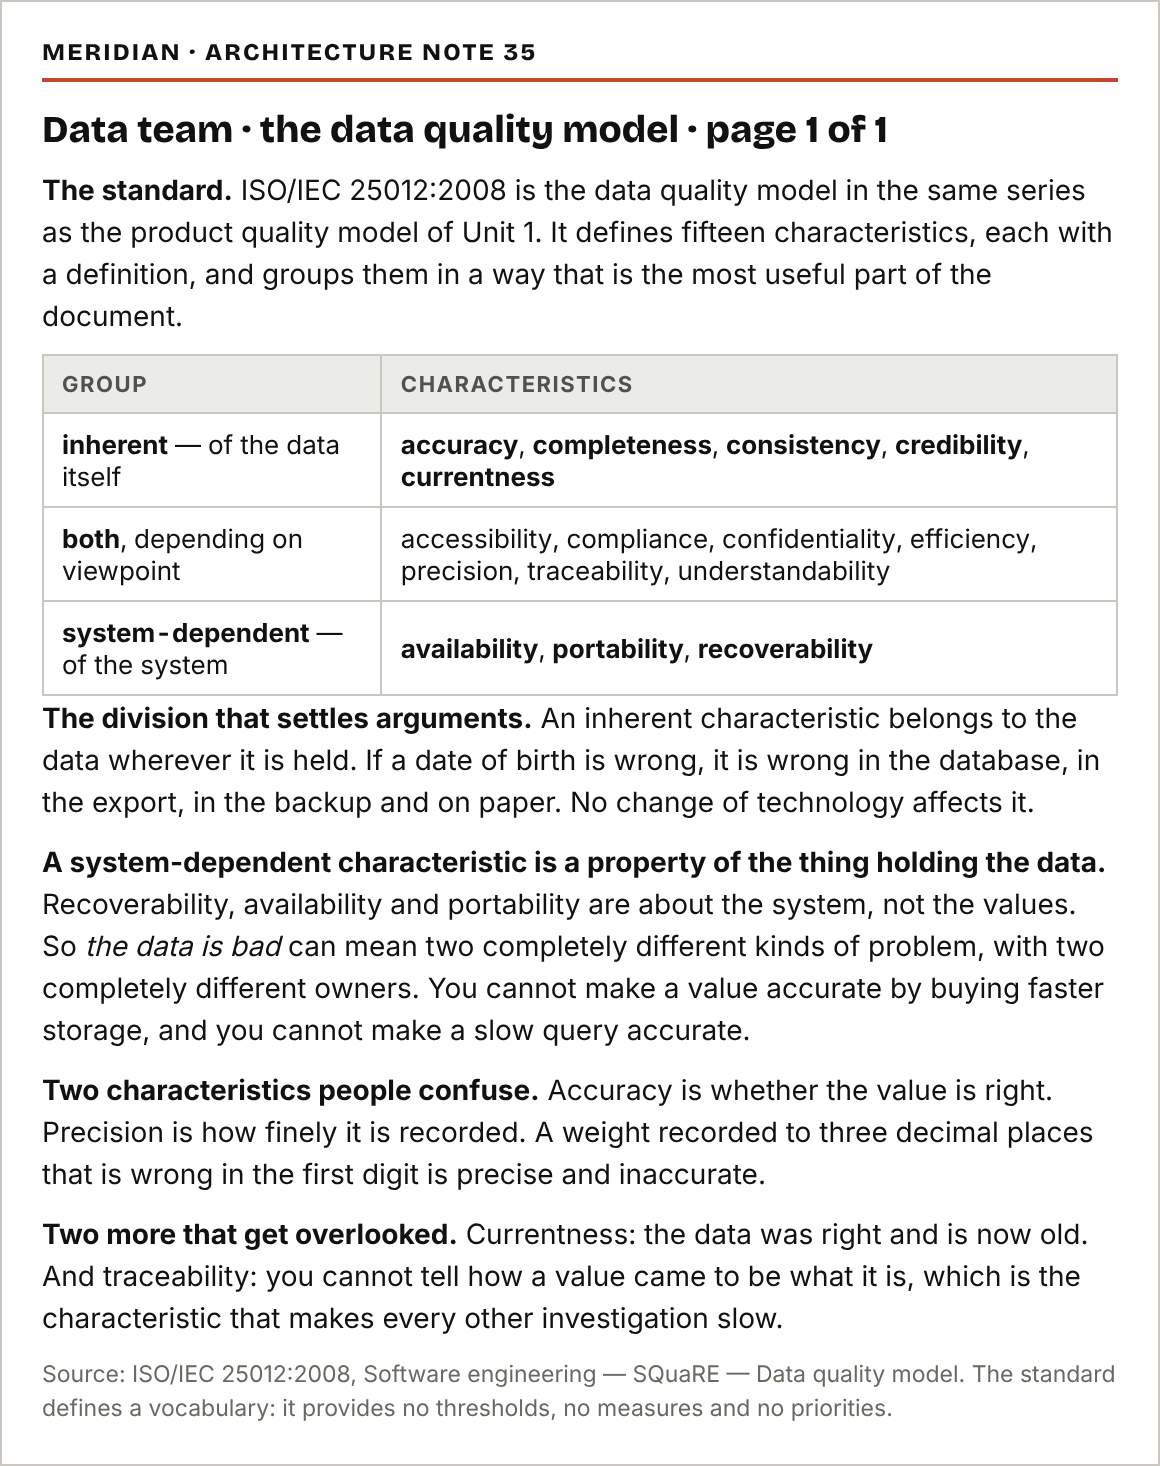 MERIDIAN · ARCHITECTURE NOTE 35
Data team · the data quality model · page 1 of 1
The standard. ISO/IEC 25012:2008 is the data quality model in the same series
as the product quality model of Unit 1. It defines fifteen characteristics, each with
a definition, and groups them in a way that is the most useful part of the
document.
GROUP
CHARACTERISTICS
inherent — of the data
itself
accuracy, completeness, consistency, credibility,
currentness
both, depending on
viewpoint
accessibility, compliance, confidentiality, efficiency,
precision, traceability, understandability
system-dependent —
of the system
availability, portability, recoverability
The division that settles arguments. An inherent characteristic belongs to the
data wherever it is held. If a date of birth is wrong, it is wrong in the database, in
the export, in the backup and on paper. No change of technology affects it.
A system-dependent characteristic is a property of the thing holding the data.
Recoverability, availability and portability are about the system, not the values.
So the data is bad can mean two completely different kinds of problem, with two
completely different owners. You cannot make a value accurate by buying faster
storage, and you cannot make a slow query accurate.
Two characteristics people confuse. Accuracy is whether the value is right.
Precision is how finely it is recorded. A weight recorded to three decimal places
that is wrong in the first digit is precise and inaccurate.
Two more that get overlooked. Currentness: the data was right and is now old.
And traceability: you cannot tell how a value came to be what it is, which is the
characteristic that makes every other investigation slow.
Source: ISO/IEC 25012:2008, Software engineering — SQuaRE — Data quality model. The standard
defines a vocabulary: it provides no thresholds, no measures and no priorities.